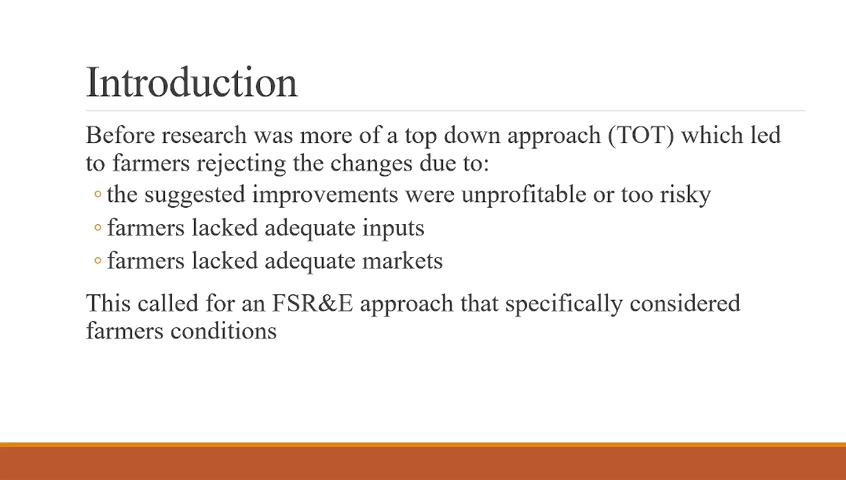 Introduction
Before research was more of a top down approach (TOT) which led
to farmers rejecting the changes due to:
◦ the suggested improvements were unprofitable or too risky
◦ farmers lacked adequate inputs
◦ farmers lacked adequate markets
This called for an FSR&E approach that specifically considered
farmers conditions